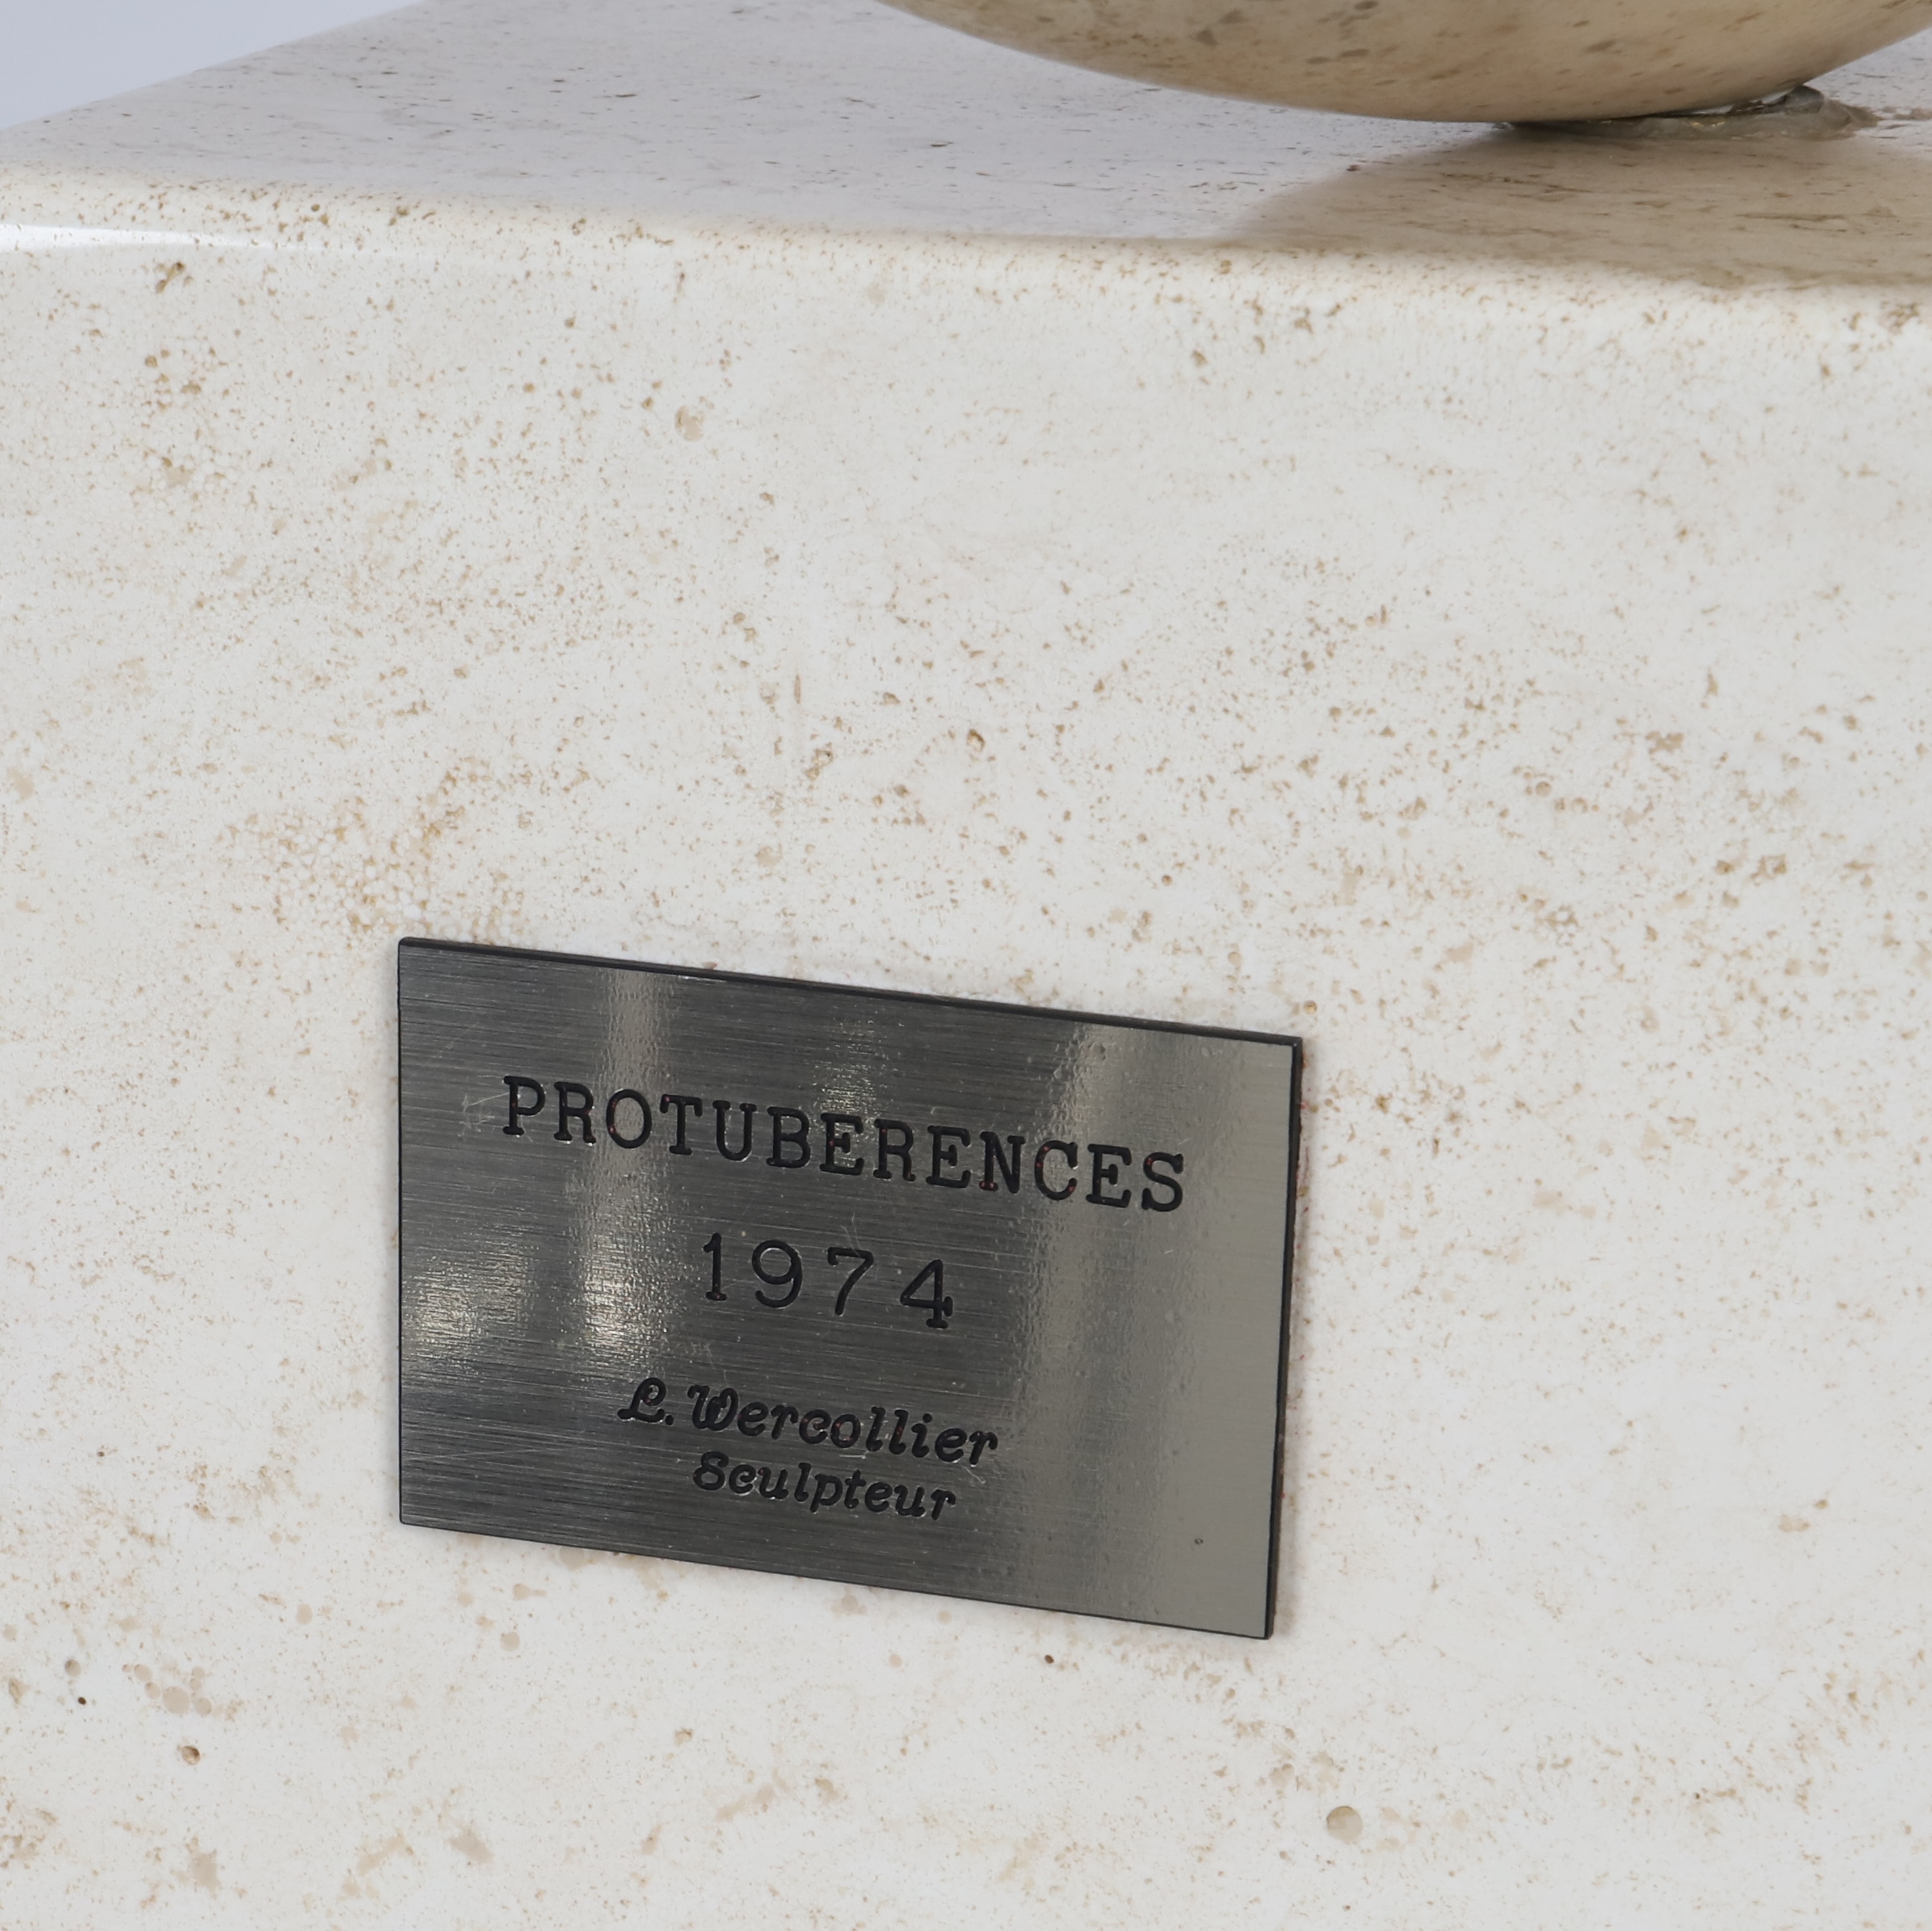 PROTUBERENCES
1974
L. Wercollier
Sculpteur